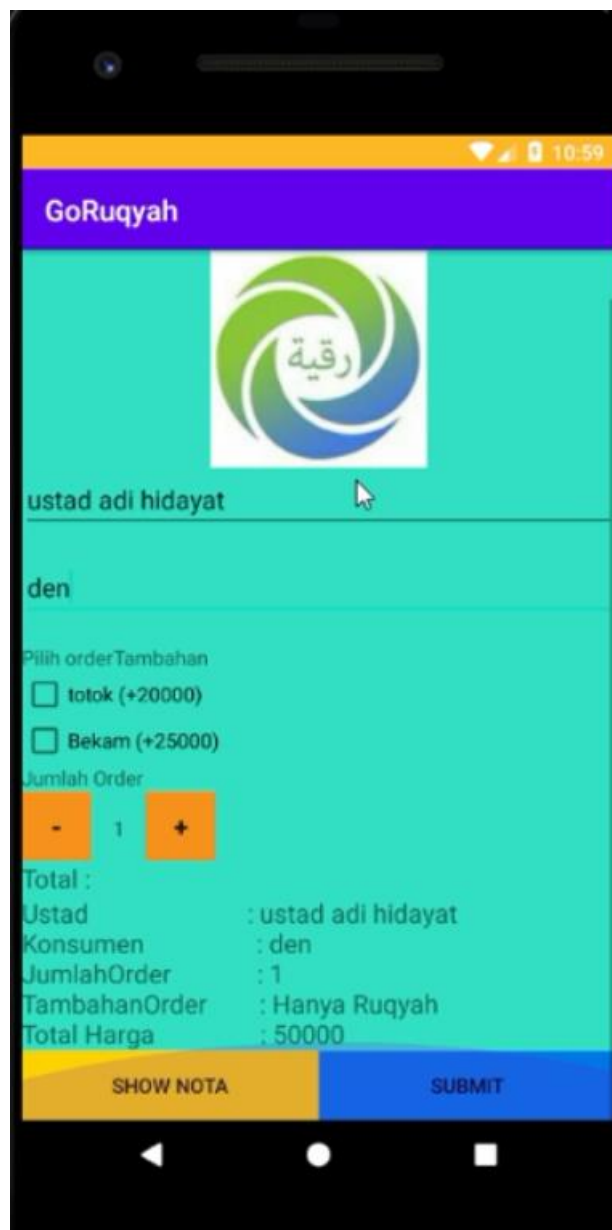 10:59
GoRuqyah
رقية
ustad adi hidayat
den
Pilih orderTambahan
totok (+20000)
Bekam (+25000)
Jumlah Order
- 1 +
Total :
Ustad : ustad adi hidayat
Konsumen : den
JumlahOrder : 1
TambahanOrder : Hanya Ruqyah
Total Harga : 50000
SHOW NOTA SUBMIT